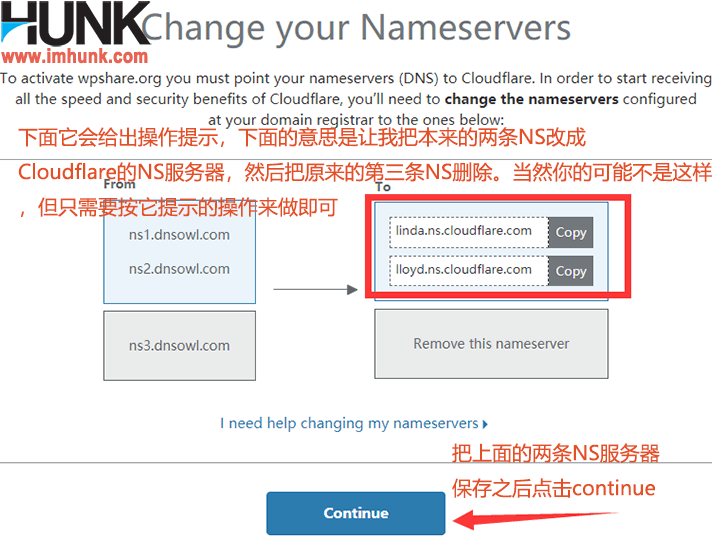 HUNK
www.imhunk.com
Change your Nameservers
To activate wpshare.org you must point your nameservers (DNS) to Cloudflare. In order to start receiving
all the speed and security benefits of Cloudflare, you’ll need to change the nameservers configured
at your domain registrar to the ones below:
下面它会给出操作提示，下面的意思是让我把本来的两条NS改成
Cloudflare的NS服务器，然后把原来的第三条NS删除。当然你的可能不是这样
，但只需要按它提示的操作来做即可
From
To
ns1.dnsowl.com
ns2.dnsowl.com
linda.ns.cloudflare.com Copy
lloyd.ns.cloudflare.com Copy
ns3.dnsowl.com
Remove this nameserver
I need help changing my nameservers
把上面的两条NS服务器
保存之后点击continue
Continue